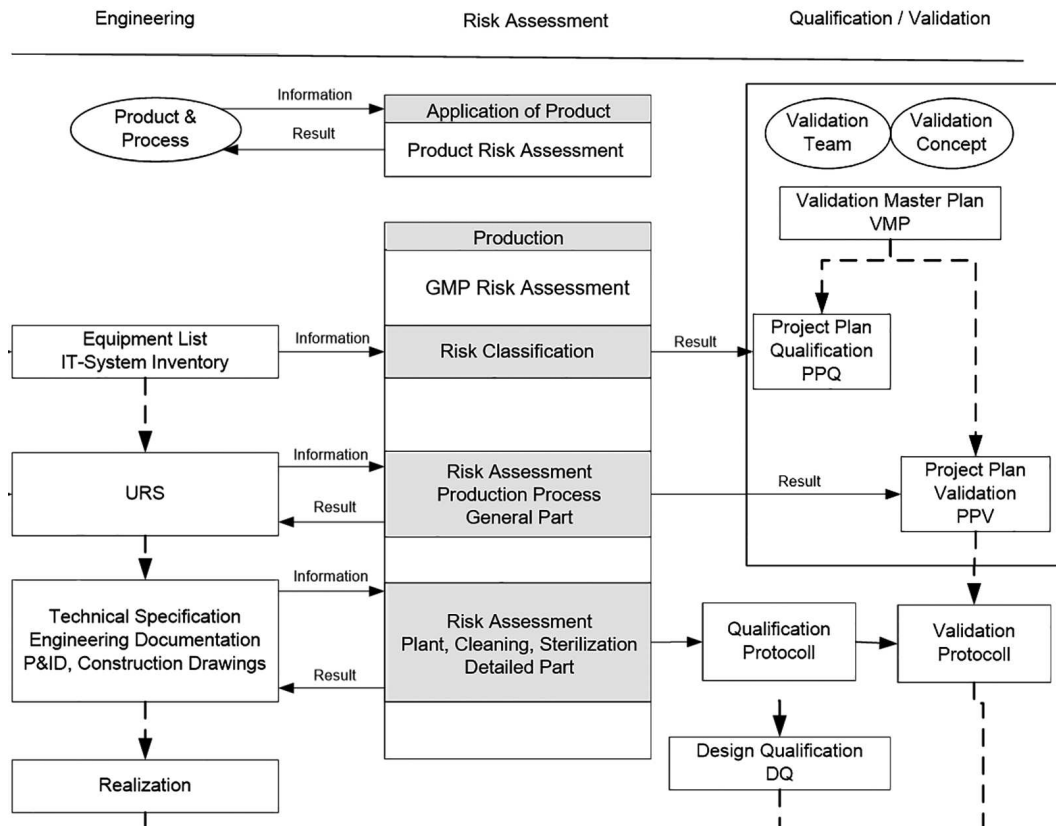 Engineering
Risk Assessment
Qualification / Validation
Product &
Process
Information
Result
Application of Product
Product Risk Assessment
Validation
Team
Validation
Concept
Validation Master Plan
VMP
Production
GMP Risk Assessment
Equipment List
IT-System Inventory
Information
Risk Classification
Result
Project Plan
Qualification
PPQ
URS
Information
Result
Risk Assessment
Production Process
General Part
Result
Project Plan
Validation
PPV
Technical Specification
Engineering Documentation
P&ID, Construction Drawings
Information
Result
Risk Assessment
Plant, Cleaning, Sterilization
Detailed Part
Qualification
Protocoll
Validation
Protocoll
Realization
Design Qualification
DQ